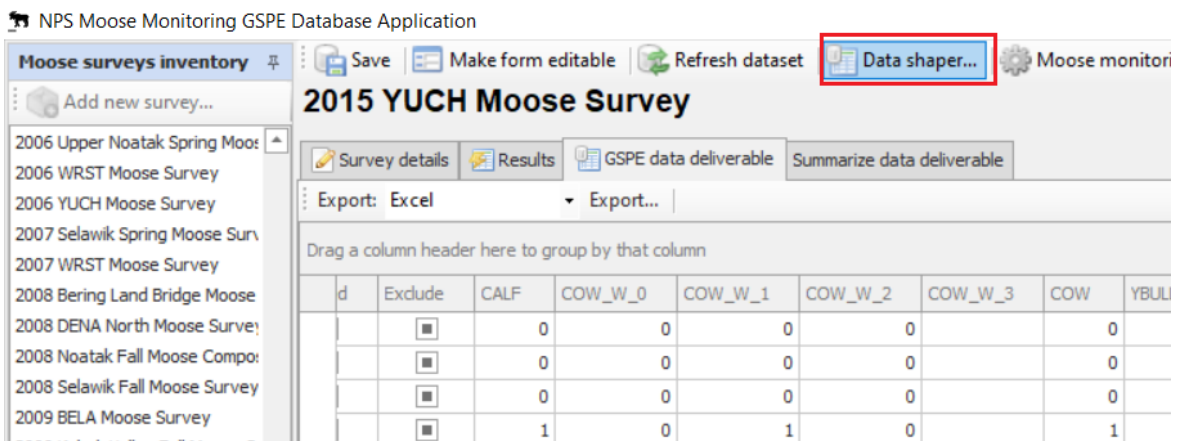 NPS Moose Monitoring GSPE Database Application
Moose surveys inventory
Save Make form editable Refresh dataset Data shaper... Moose monitori
Add new survey...
2015 YUCH Moose Survey
2006 Upper Noatak Spring Moos
2006 WRST Moose Survey
2006 YUCH Moose Survey
2007 Selawik Spring Moose Surv
2007 WRST Moose Survey
2008 Bering Land Bridge Moose
2008 DENA North Moose Survey
2008 Noatak Fall Moose Compos
2008 Selawik Fall Moose Survey
2009 BELA Moose Survey
Survey details Results GSPE data deliverable Summarize data deliverable
Export: Excel Export...
Drag a column header here to group by that column
d Exclude CALF COW_W_0 COW_W_1 COW_W_2 COW_W_3 COW YBULL
0 0 0 0 0
0 0 0 0 0
0 0 0 0 0
1 0 1 0 1